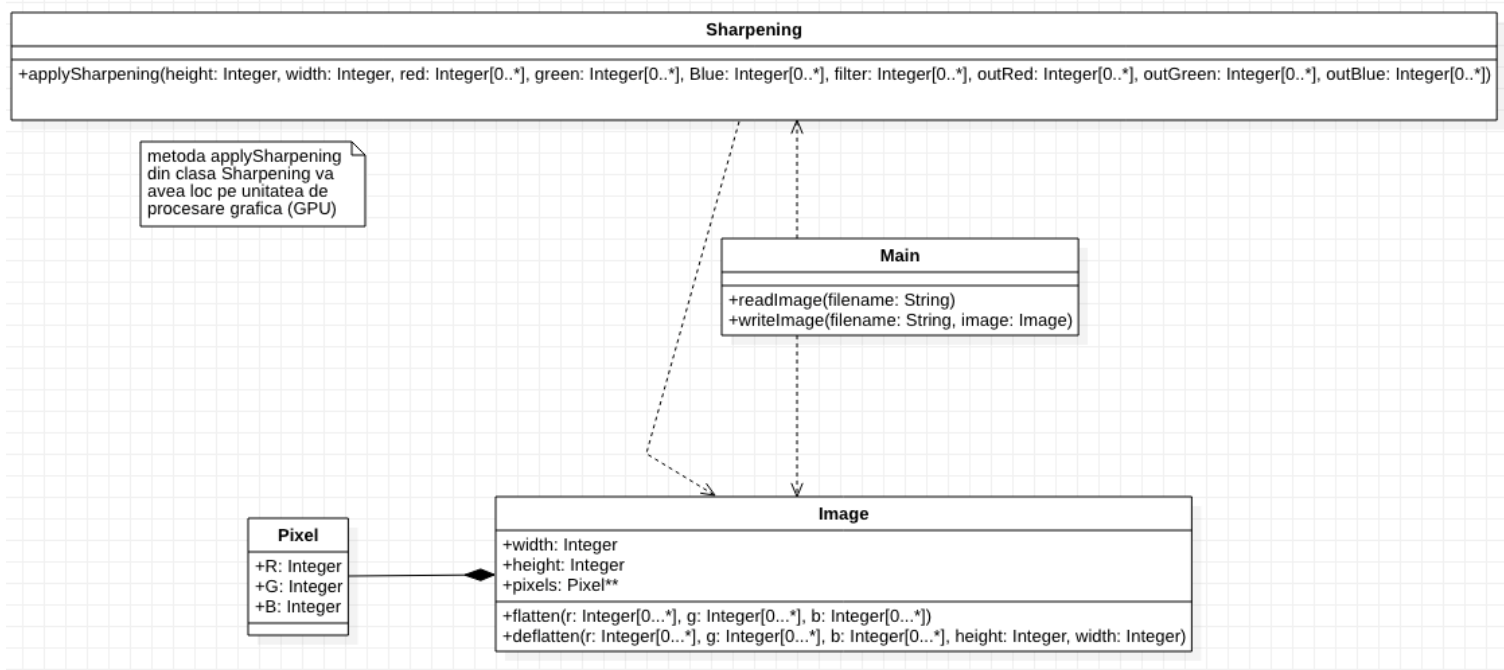 Sharpening
+applySharpening(height: Integer, width: Integer, red: Integer[0..*], green: Integer[0..*], Blue: Integer[0..*], filter: Integer[0..*], outRed: Integer[0..*], outGreen: Integer[0..*], outBlue: Integer[0..*])
metoda applySharpening
din clasa Sharpening va
avea loc pe unitatea de
procesare grafica (GPU)
Main
+readImage(filename: String)
+writeImage(filename: String, image: Image)
Pixel
+R: Integer
+G: Integer
+B: Integer
Image
+width: Integer
+height: Integer
+pixels: Pixel**
+flatten(r: Integer[0...*], g: Integer[0...*], b: Integer[0...*])
+deflatten(r: Integer[0...*], g: Integer[0...*], b: Integer[0...*], height: Integer, width: Integer)